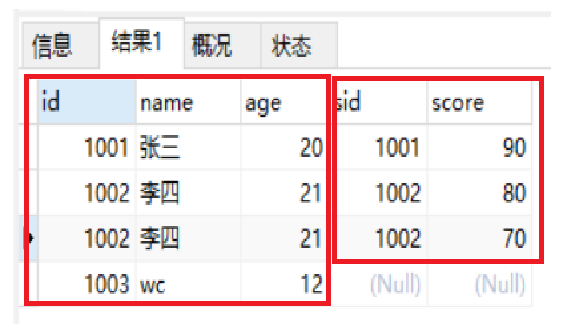 信息 结果1 概况 状态
id name age sid score
1001 张三 20 1001 90
1002 李四 21 1002 80
1002 李四 21 1002 70
1003 wc 12 (Null) (Null)